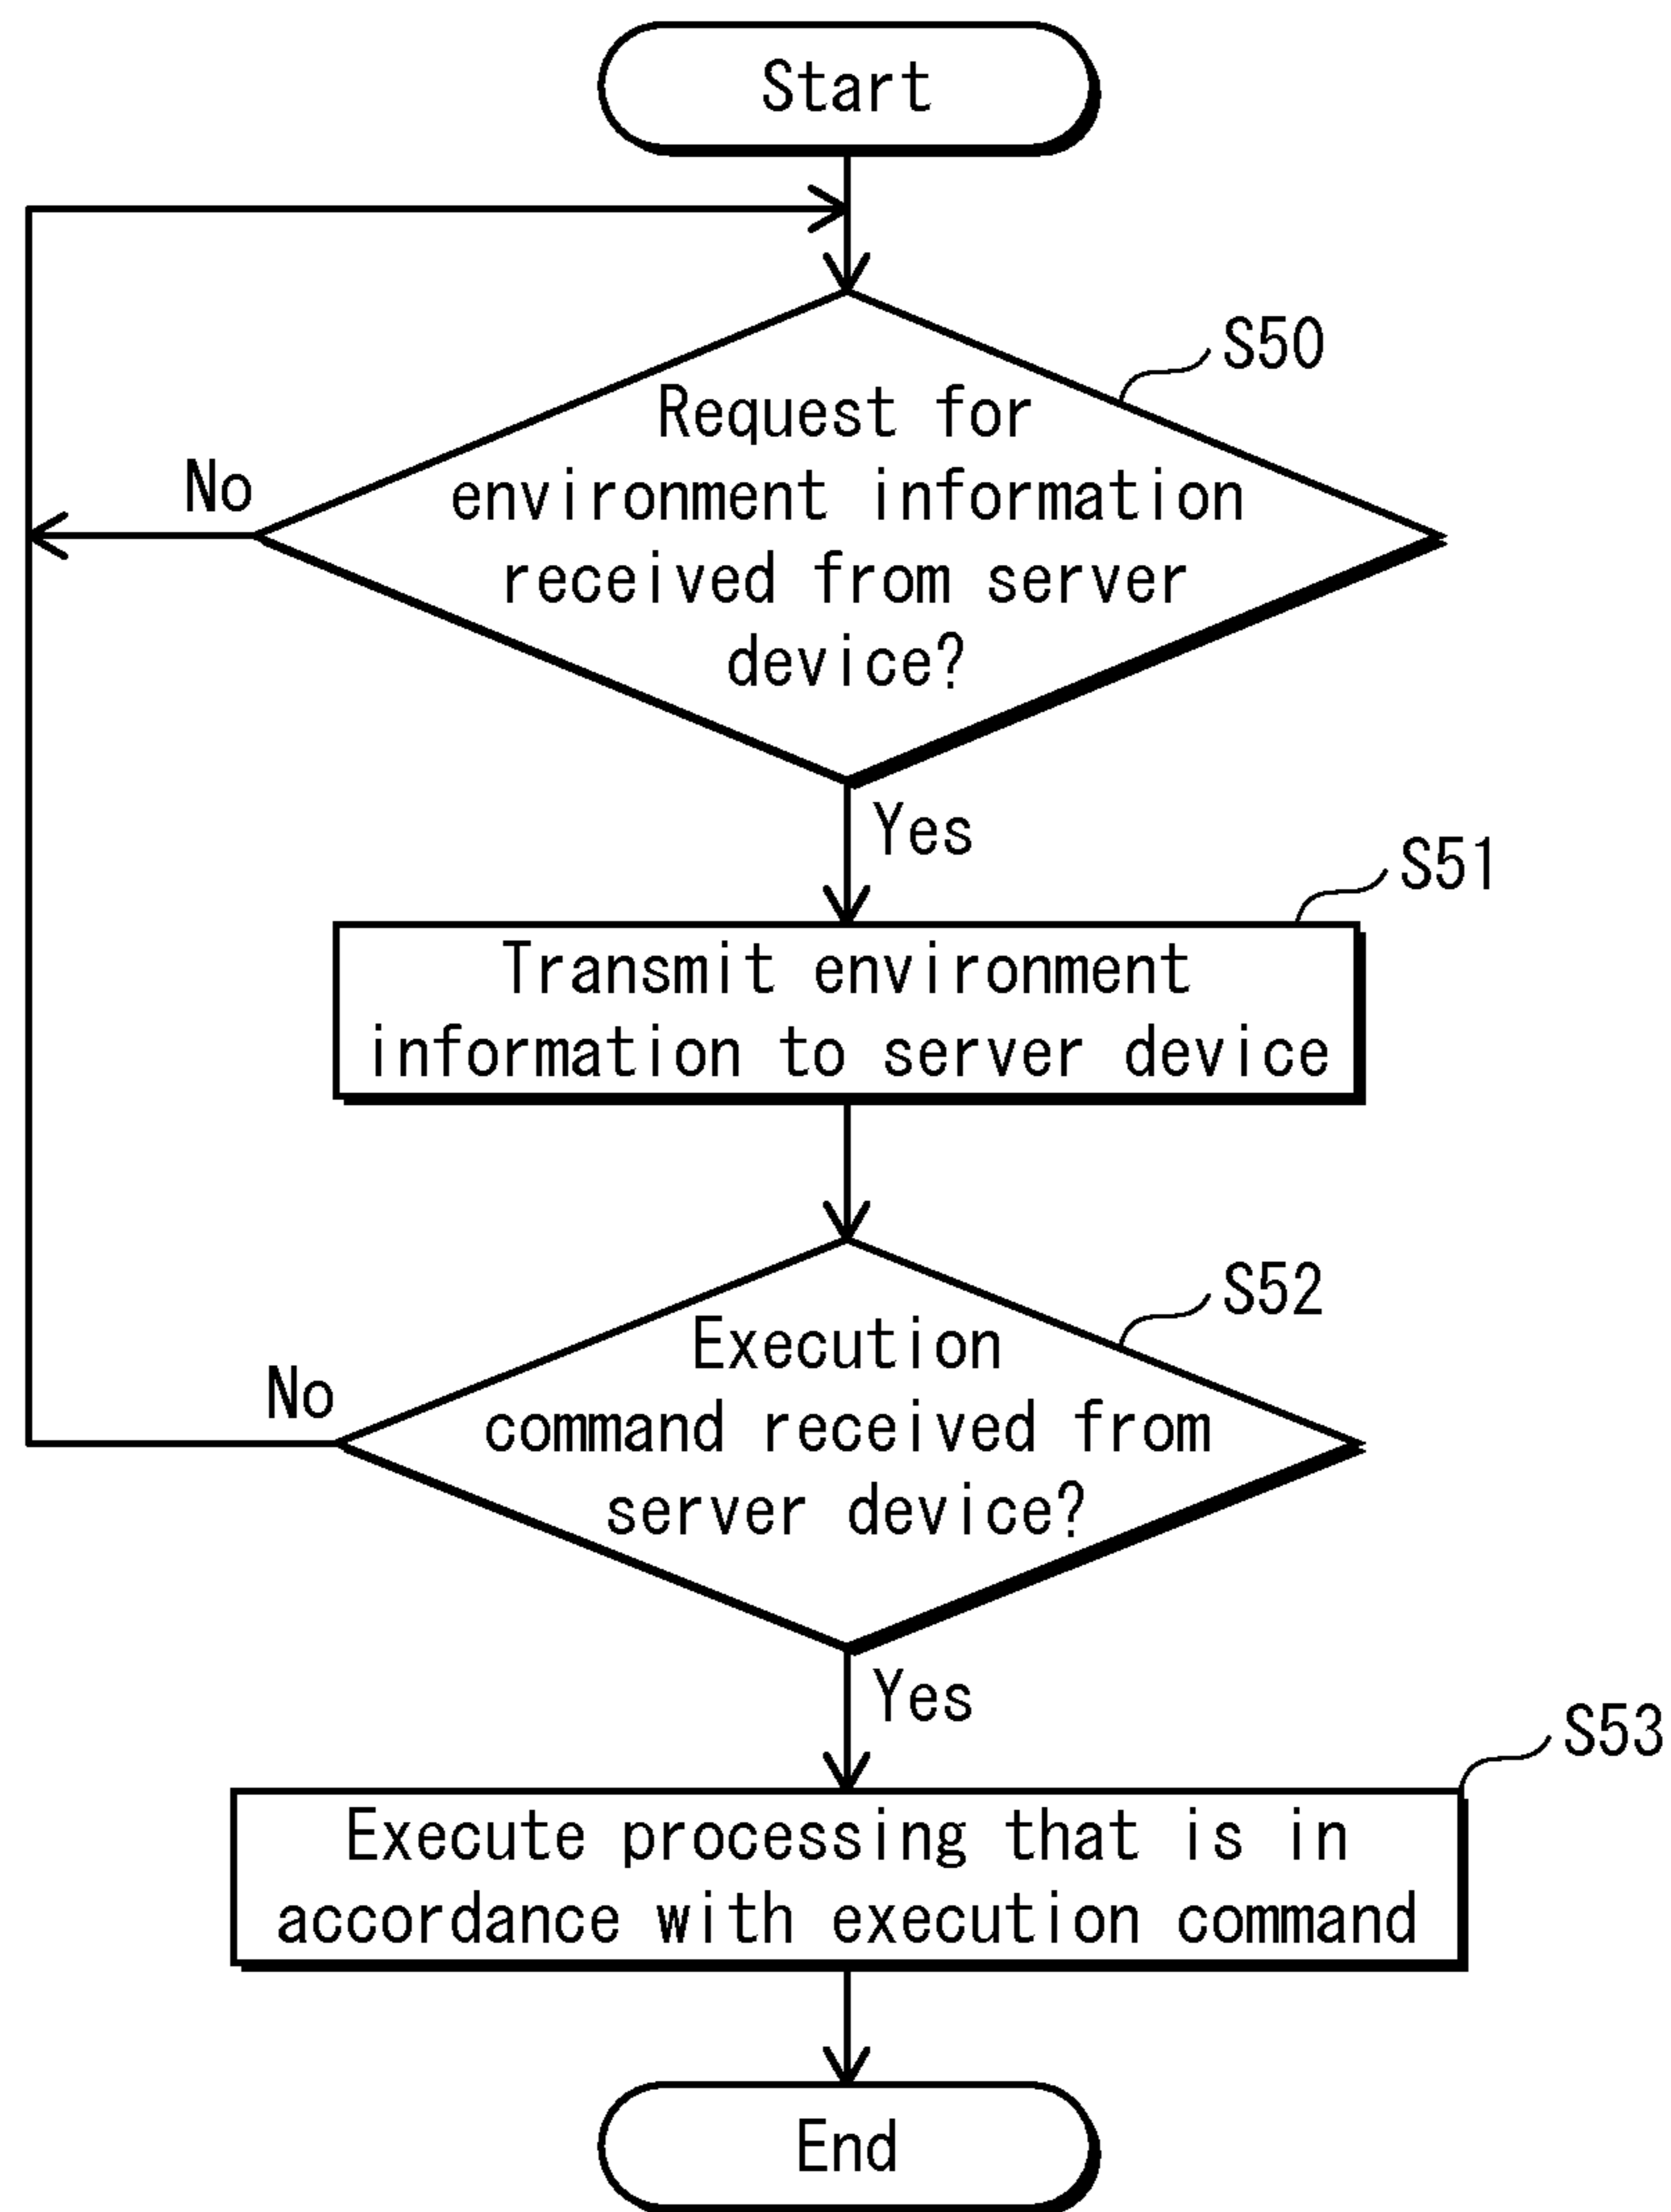 Start
S50
Request for
No
environment information
received from server
device?
Yes
S51
Transmit environment
information to server device
S52
Execution
No
command received from
server device?
Yes
S53
Execute processing that is in
accordance with execution command
End